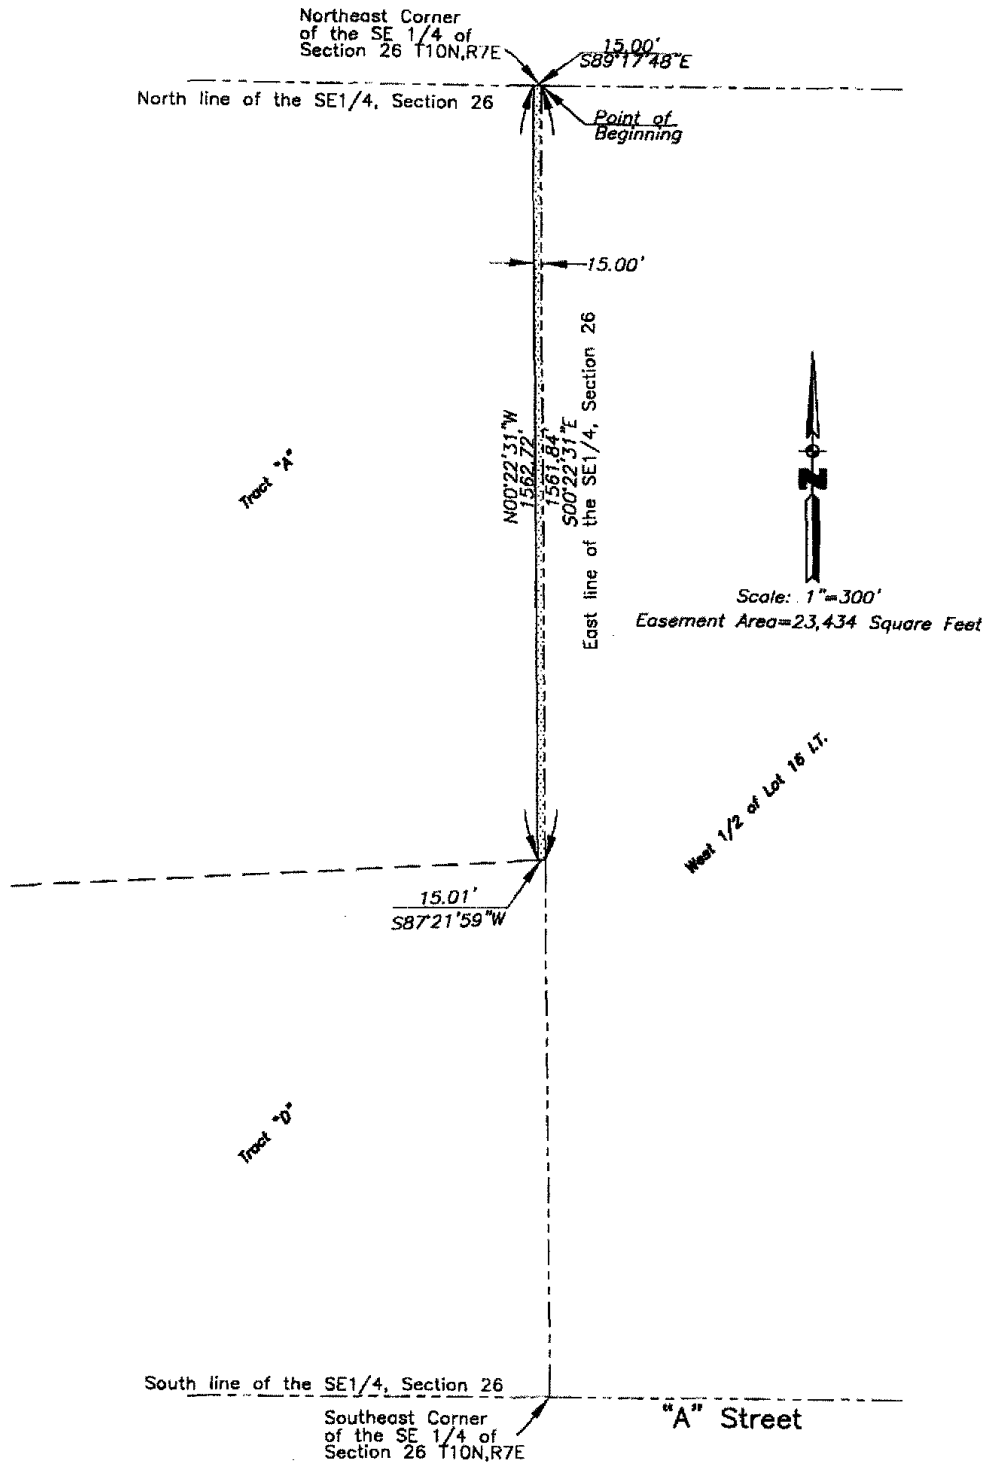 Northeast Corner
of the SE 1/4 of
Section 26 T10N,R7E
15.00'
S89°17'48"E
North line of the SE1/4, Section 26
Point of
Beginning
15.00'
N00°22'31"W
1562.72'
1561.84'
S00°22'31"E
East line of the SE1/4, Section 26
Tract "A"
N
Scale: 1"=300'
Easement Area=23,434 Square Feet
West 1/2 of Lot 16 I.T.
15.01'
S87°21'59"W
Tract "D"
South line of the SE1/4, Section 26
"A" Street
Southeast Corner
of the SE 1/4 of
Section 26 T10N,R7E